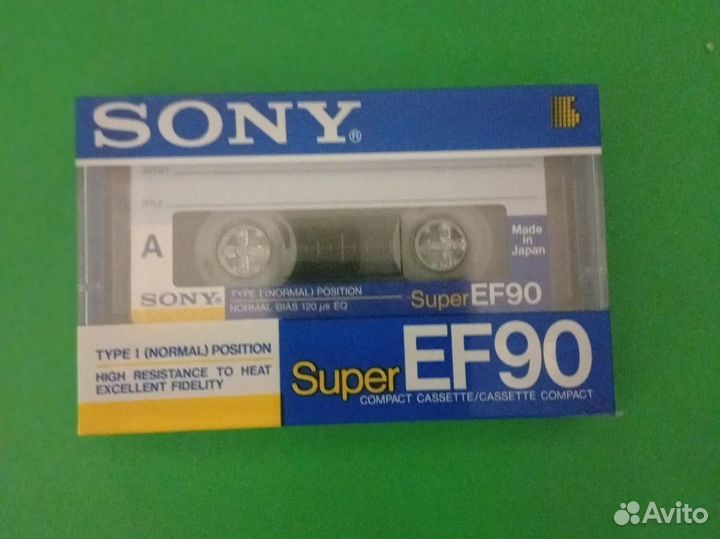 SONY®
TITLE
A
Made in Japan
SONY®
TYPE I (NORMAL) POSITION
NORMAL BIAS 120 µs EQ
Super EF90
TYPE I (NORMAL) POSITION
HIGH RESISTANCE TO HEAT
EXCELLENT FIDELITY
Super EF90
COMPACT CASSETTE/CASSETTE COMPACT
Avito